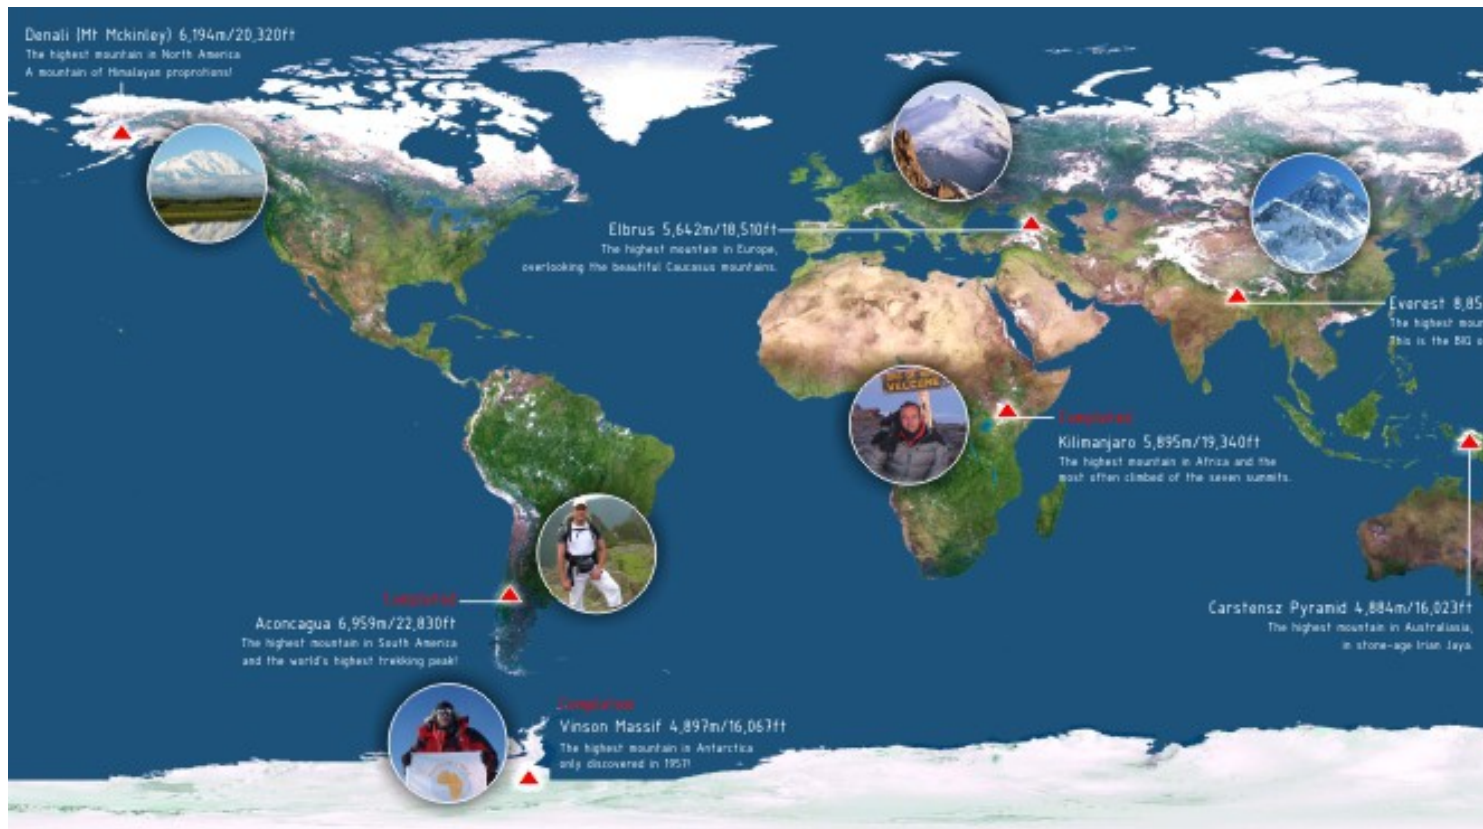 Denali (Mt Mckinley) 6,194m/20,320ft
The highest mountain in North America
A mountain of Himalayan proprotions!
Elbrus 5,642m/18,510ft
The highest mountain in Europe,
overlooking the beautiful Caucasus mountains.
Everest 8,85
The highest moun
This is the BIG o
WELCOME
Completed
Kilimanjaro 5,895m/19,340ft
The highest mountain in Africa and the
most often climbed of the seven summits.
Completed
Aconcagua 6,959m/22,830ft
The highest mountain in South America
and the world's highest trekking peak!
Carstensz Pyramid 4,884m/16,023ft
The highest mountain in Australiasia,
in stone-age Irian Jaya.
Completed
Vinson Massif 4,897m/16,067ft
The highest mountain in Antarctica
only discovered in 1957!